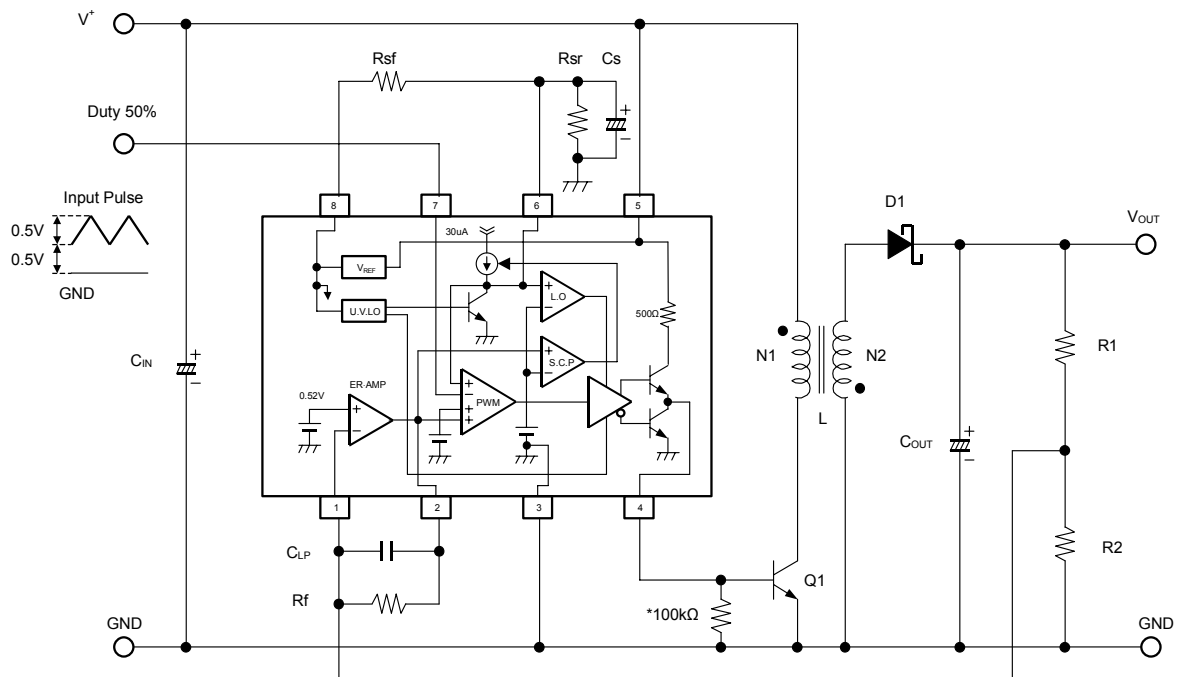 V+
Rsf
Rsr
Cs
Duty 50%
Input Pulse
0.5V
0.5V
GND
8
7
6
5
30uA
VREF
U.V.LO
L.O
500Ω
S.C.P
ER·AMP
0.52V
PWM
CIN
+
−
+
−
D1
VOUT
N1
N2
L
R1
COUT
+
−
R2
1
2
3
4
CLP
Rf
*100kΩ
Q1
GND
GND